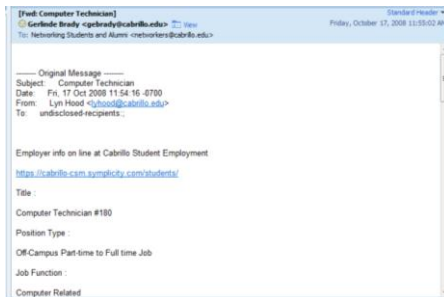 [Fwd: Computer Technician]
Standard Header
Gerlinde Brady <gebrady@cabrillo.edu> View
Friday, October 17, 2008 11:55:02 AM
To: Networking Students and Alumni <networkers@cabrillo.edu>
-------- Original Message --------
Subject: Computer Technician
Date: Fri, 17 Oct 2008 11:54:16 -0700
From: Lyn Hood <lyhood@cabrillo.edu>
To: undisclosed-recipients:;
Employer info on line at Cabrillo Student Employment
https://cabrillo-csm.symplicity.com/students/
Title :
Computer Technician #180
Position Type :
Off-Campus Part-time to Full time Job
Job Function :
Computer Related